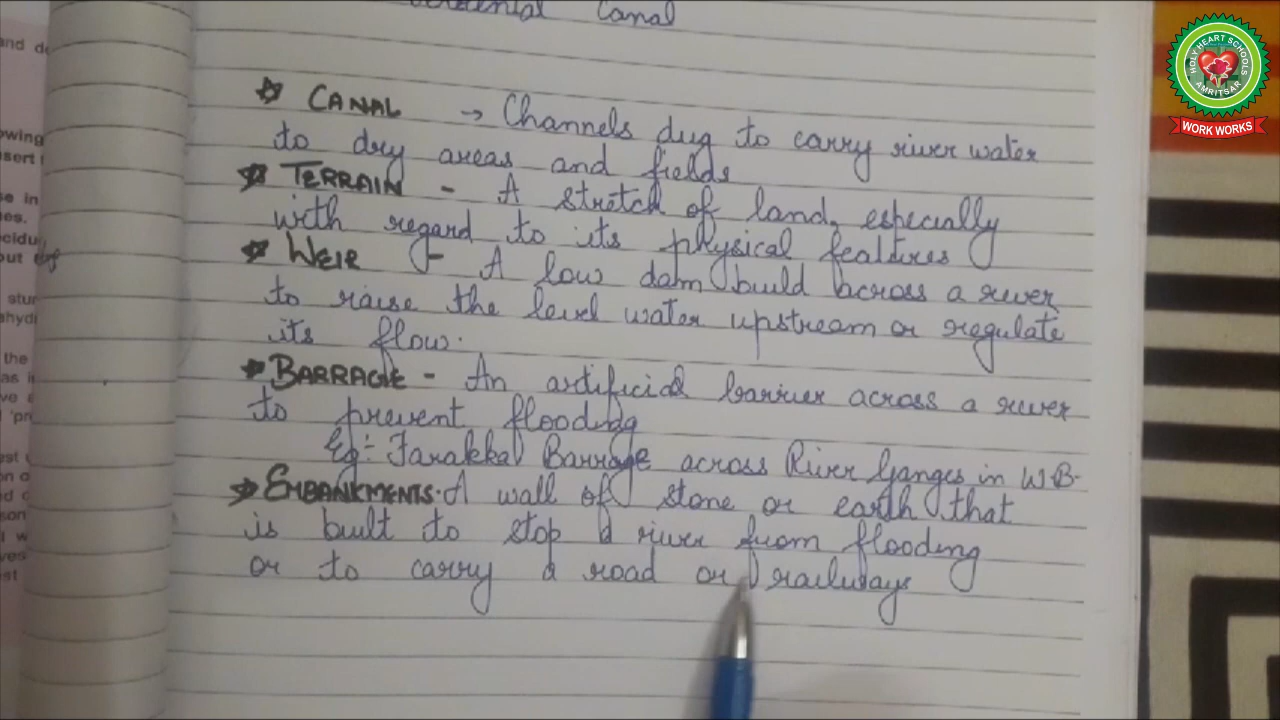 Canal
☆ CANAL → Channels dug to carry river water
to dry areas and fields
☆ TERRAIN - A stretch of land, especially
with regard to its physical features
☆ WEIR - A low dam build across a river
to raise the level water upstream or regulate
its flow.
☆ BARRAGE - An artificial barrier across a river
to prevent flooding
Eg:- Farakka Barrage across River Ganges in W.B.
☆ EMBANKMENTS. A wall of stone or earth that
is built to stop a river from flooding
or to carry a road or railways
HOLY HEART SCHOOLS
AMRITSAR
WORK WORKS